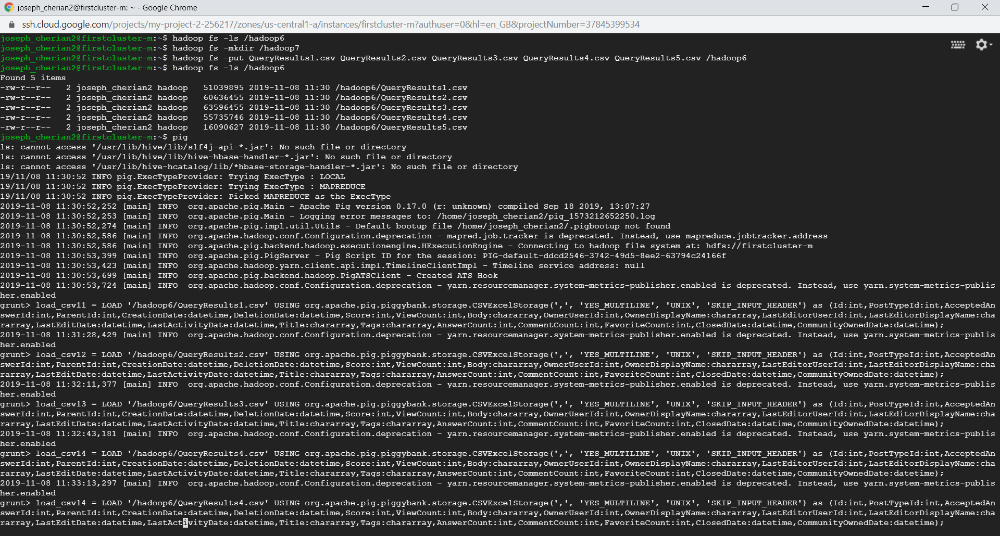 joseph_cherian2@firstcluster-m: ~ - Google Chrome
ssh.cloud.google.com/projects/my-project-2-256217/zones/us-central1-a/instances/firstcluster-m?authuser=0&hl=en_GB&projectNumber=37845399534
joseph_cherian2@firstcluster-m:~$ hadoop fs -ls /hadoop6
joseph_cherian2@firstcluster-m:~$ hadoop fs -mkdir /hadoop7
joseph_cherian2@firstcluster-m:~$ hadoop fs -put QueryResults1.csv QueryResults2.csv QueryResults3.csv QueryResults4.csv QueryResults5.csv /hadoop6
joseph_cherian2@firstcluster-m:~$ hadoop fs -ls /hadoop6
Found 5 items
-rw-r--r--   2 joseph_cherian2 hadoop   51039895 2019-11-08 11:30 /hadoop6/QueryResults1.csv
-rw-r--r--   2 joseph_cherian2 hadoop   60636455 2019-11-08 11:30 /hadoop6/QueryResults2.csv
-rw-r--r--   2 joseph_cherian2 hadoop   63596455 2019-11-08 11:30 /hadoop6/QueryResults3.csv
-rw-r--r--   2 joseph_cherian2 hadoop   55735746 2019-11-08 11:30 /hadoop6/QueryResults4.csv
-rw-r--r--   2 joseph_cherian2 hadoop   16090627 2019-11-08 11:30 /hadoop6/QueryResults5.csv
joseph_cherian2@firstcluster-m:~$ pig
ls: cannot access '/usr/lib/hive/lib/slf4j-api-*.jar': No such file or directory
ls: cannot access '/usr/lib/hive/lib/hive-hbase-handler-*.jar': No such file or directory
ls: cannot access '/usr/lib/hive-hcatalog/lib/*hbase-storage-handler-*.jar': No such file or directory
19/11/08 11:30:52 INFO pig.ExecTypeProvider: Trying ExecType : LOCAL
19/11/08 11:30:52 INFO pig.ExecTypeProvider: Trying ExecType : MAPREDUCE
19/11/08 11:30:52 INFO pig.ExecTypeProvider: Picked MAPREDUCE as the ExecType
2019-11-08 11:30:52,252 [main] INFO  org.apache.pig.Main - Apache Pig version 0.17.0 (r: unknown) compiled Sep 18 2019, 13:07:27
2019-11-08 11:30:52,253 [main] INFO  org.apache.pig.Main - Logging error messages to: /home/joseph_cherian2/pig_1573212652250.log
2019-11-08 11:30:52,274 [main] INFO  org.apache.pig.impl.util.Utils - Default bootup file /home/joseph_cherian2/.pigbootup not found
2019-11-08 11:30:52,586 [main] INFO  org.apache.hadoop.conf.Configuration.deprecation - mapred.job.tracker is deprecated. Instead, use mapreduce.jobtracker.address
2019-11-08 11:30:52,586 [main] INFO  org.apache.pig.backend.hadoop.executionengine.HExecutionEngine - Connecting to hadoop file system at: hdfs://firstcluster-m
2019-11-08 11:30:53,399 [main] INFO  org.apache.pig.PigServer - Pig Script ID for the session: PIG-default-ddcd2546-3742-49d5-8ee2-63794c24166f
2019-11-08 11:30:53,423 [main] INFO  org.apache.hadoop.yarn.client.api.impl.TimelineClientImpl - Timeline service address: null
2019-11-08 11:30:53,699 [main] INFO  org.apache.pig.backend.hadoop.PigATSClient - Created ATS Hook
2019-11-08 11:30:53,724 [main] INFO  org.apache.hadoop.conf.Configuration.deprecation - yarn.resourcemanager.system-metrics-publisher.enabled is deprecated. Instead, use yarn.system-metrics-publis
her.enabled
grunt> load_csv11 = LOAD '/hadoop6/QueryResults1.csv' USING org.apache.pig.piggybank.storage.CSVExcelStorage(',', 'YES_MULTILINE', 'UNIX', 'SKIP_INPUT_HEADER') as (Id:int,PostTypeId:int,AcceptedAn
swerId:int,ParentId:int,CreationDate:datetime,DeletionDate:datetime,Score:int,ViewCount:int,Body:chararray,OwnerUserId:int,OwnerDisplayName:chararray,LastEditorUserId:int,LastEditorDisplayName:cha
rarray,LastEditDate:datetime,LastActivityDate:datetime,Title:chararray,Tags:chararray,AnswerCount:int,CommentCount:int,FavoriteCount:int,ClosedDate:datetime,CommunityOwnedDate:datetime);
2019-11-08 11:31:28,429 [main] INFO  org.apache.hadoop.conf.Configuration.deprecation - yarn.resourcemanager.system-metrics-publisher.enabled is deprecated. Instead, use yarn.system-metrics-publis
her.enabled
grunt> load_csv12 = LOAD '/hadoop6/QueryResults2.csv' USING org.apache.pig.piggybank.storage.CSVExcelStorage(',', 'YES_MULTILINE', 'UNIX', 'SKIP_INPUT_HEADER') as (Id:int,PostTypeId:int,AcceptedAn
swerId:int,ParentId:int,CreationDate:datetime,DeletionDate:datetime,Score:int,ViewCount:int,Body:chararray,OwnerUserId:int,OwnerDisplayName:chararray,LastEditorUserId:int,LastEditorDisplayName:cha
rarray,LastEditDate:datetime,LastActivityDate:datetime,Title:chararray,Tags:chararray,AnswerCount:int,CommentCount:int,FavoriteCount:int,ClosedDate:datetime,CommunityOwnedDate:datetime);
2019-11-08 11:32:11,377 [main] INFO  org.apache.hadoop.conf.Configuration.deprecation - yarn.resourcemanager.system-metrics-publisher.enabled is deprecated. Instead, use yarn.system-metrics-publis
her.enabled
grunt> load_csv13 = LOAD '/hadoop6/QueryResults3.csv' USING org.apache.pig.piggybank.storage.CSVExcelStorage(',', 'YES_MULTILINE', 'UNIX', 'SKIP_INPUT_HEADER') as (Id:int,PostTypeId:int,AcceptedAn
swerId:int,ParentId:int,CreationDate:datetime,DeletionDate:datetime,Score:int,ViewCount:int,Body:chararray,OwnerUserId:int,OwnerDisplayName:chararray,LastEditorUserId:int,LastEditorDisplayName:cha
rarray,LastEditDate:datetime,LastActivityDate:datetime,Title:chararray,Tags:chararray,AnswerCount:int,CommentCount:int,FavoriteCount:int,ClosedDate:datetime,CommunityOwnedDate:datetime);
2019-11-08 11:32:43,181 [main] INFO  org.apache.hadoop.conf.Configuration.deprecation - yarn.resourcemanager.system-metrics-publisher.enabled is deprecated. Instead, use yarn.system-metrics-publis
her.enabled
grunt> load_csv14 = LOAD '/hadoop6/QueryResults4.csv' USING org.apache.pig.piggybank.storage.CSVExcelStorage(',', 'YES_MULTILINE', 'UNIX', 'SKIP_INPUT_HEADER') as (Id:int,PostTypeId:int,AcceptedAn
swerId:int,ParentId:int,CreationDate:datetime,DeletionDate:datetime,Score:int,ViewCount:int,Body:chararray,OwnerUserId:int,OwnerDisplayName:chararray,LastEditorUserId:int,LastEditorDisplayName:cha
rarray,LastEditDate:datetime,LastActivityDate:datetime,Title:chararray,Tags:chararray,AnswerCount:int,CommentCount:int,FavoriteCount:int,ClosedDate:datetime,CommunityOwnedDate:datetime);
2019-11-08 11:33:13,297 [main] INFO  org.apache.hadoop.conf.Configuration.deprecation - yarn.resourcemanager.system-metrics-publisher.enabled is deprecated. Instead, use yarn.system-metrics-publis
her.enabled
grunt> load_csv14 = LOAD '/hadoop6/QueryResults4.csv' USING org.apache.pig.piggybank.storage.CSVExcelStorage(',', 'YES_MULTILINE', 'UNIX', 'SKIP_INPUT_HEADER') as (Id:int,PostTypeId:int,AcceptedAn
swerId:int,ParentId:int,CreationDate:datetime,DeletionDate:datetime,Score:int,ViewCount:int,Body:chararray,OwnerUserId:int,OwnerDisplayName:chararray,LastEditorUserId:int,LastEditorDisplayName:cha
rarray,LastEditDate:datetime,LastActivityDate:datetime,Title:chararray,Tags:chararray,AnswerCount:int,CommentCount:int,FavoriteCount:int,ClosedDate:datetime,CommunityOwnedDate:datetime);